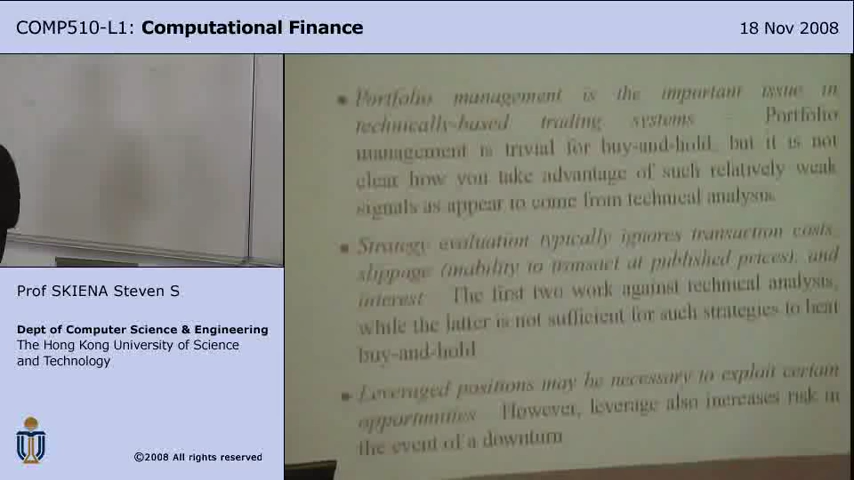 COMP510-L1: Computational Finance
18 Nov 2008
• Portfolio management is the important issue in
technically-based trading systems Portfolio
management is trivial for buy-and-hold, but it is not
clear how you take advantage of such relatively weak
signals as appear to come from technical analysis.
• Strategy evaluation typically ignores transaction costs,
slippage (inability to transact at published prices), and
interest The first two work against technical analysis,
while the latter is not sufficient for such strategies to beat
buy-and-hold
• Leveraged positions may be necessary to exploit certain
opportunities However, leverage also increases risk in
the event of a downturn
Prof SKIENA Steven S
Dept of Computer Science & Engineering
The Hong Kong University of Science
and Technology
©2008 All rights reserved